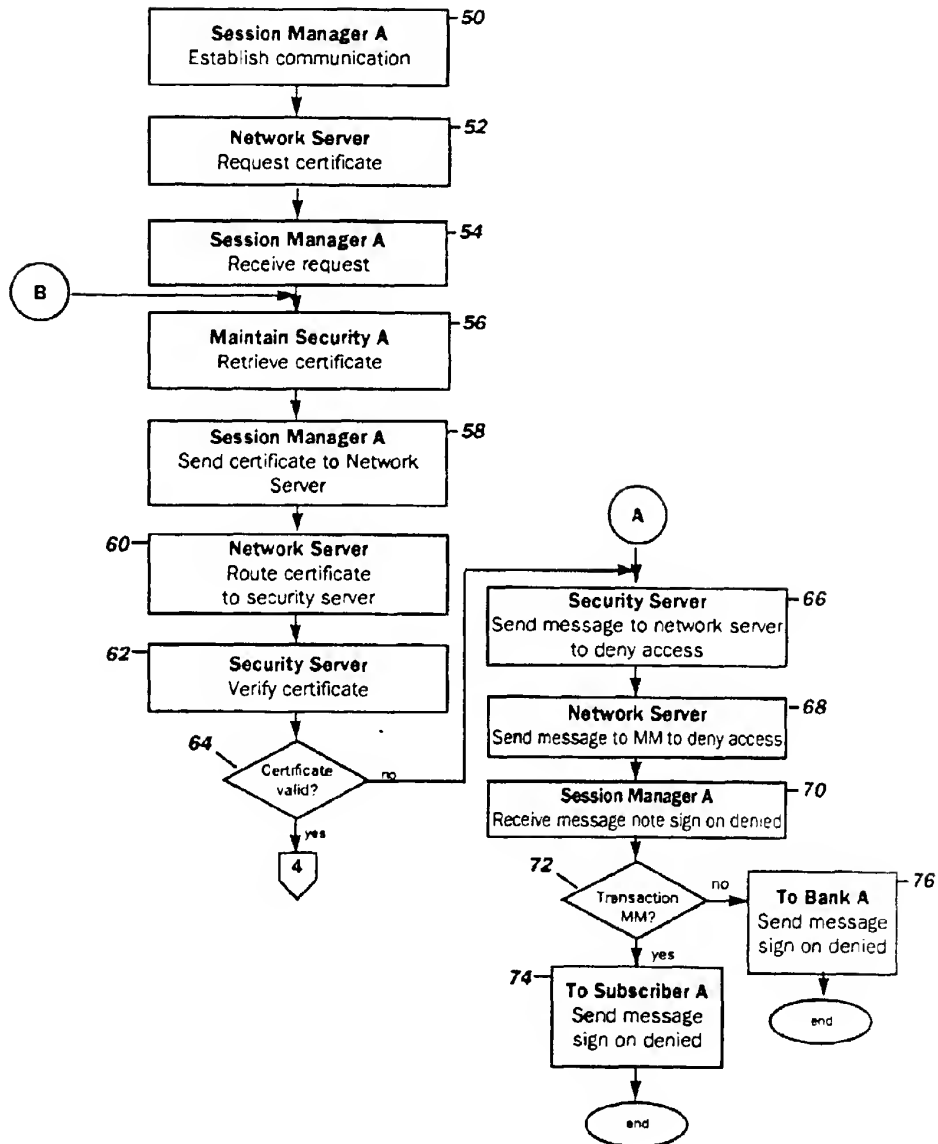 50
Session Manager A
Establish communication
52
Network Server
Request certificate
54
Session Manager A
Receive request
B
56
Maintain Security A
Retrieve certificate
58
Session Manager A
Send certificate to Network
Server
A
60
Network Server
Route certificate
to security server
66
Security Server
Send message to network server
to deny access
62
Security Server
Verify certificate
68
Network Server
Send message to MM to deny access
64
Certificate
valid?
no
yes
4
70
Session Manager A
Receive message note sign on denied
72
Transaction
MM?
no
yes
76
To Bank A
Send message
sign on denied
end
74
To Subscriber A
Send message
sign on denied
end